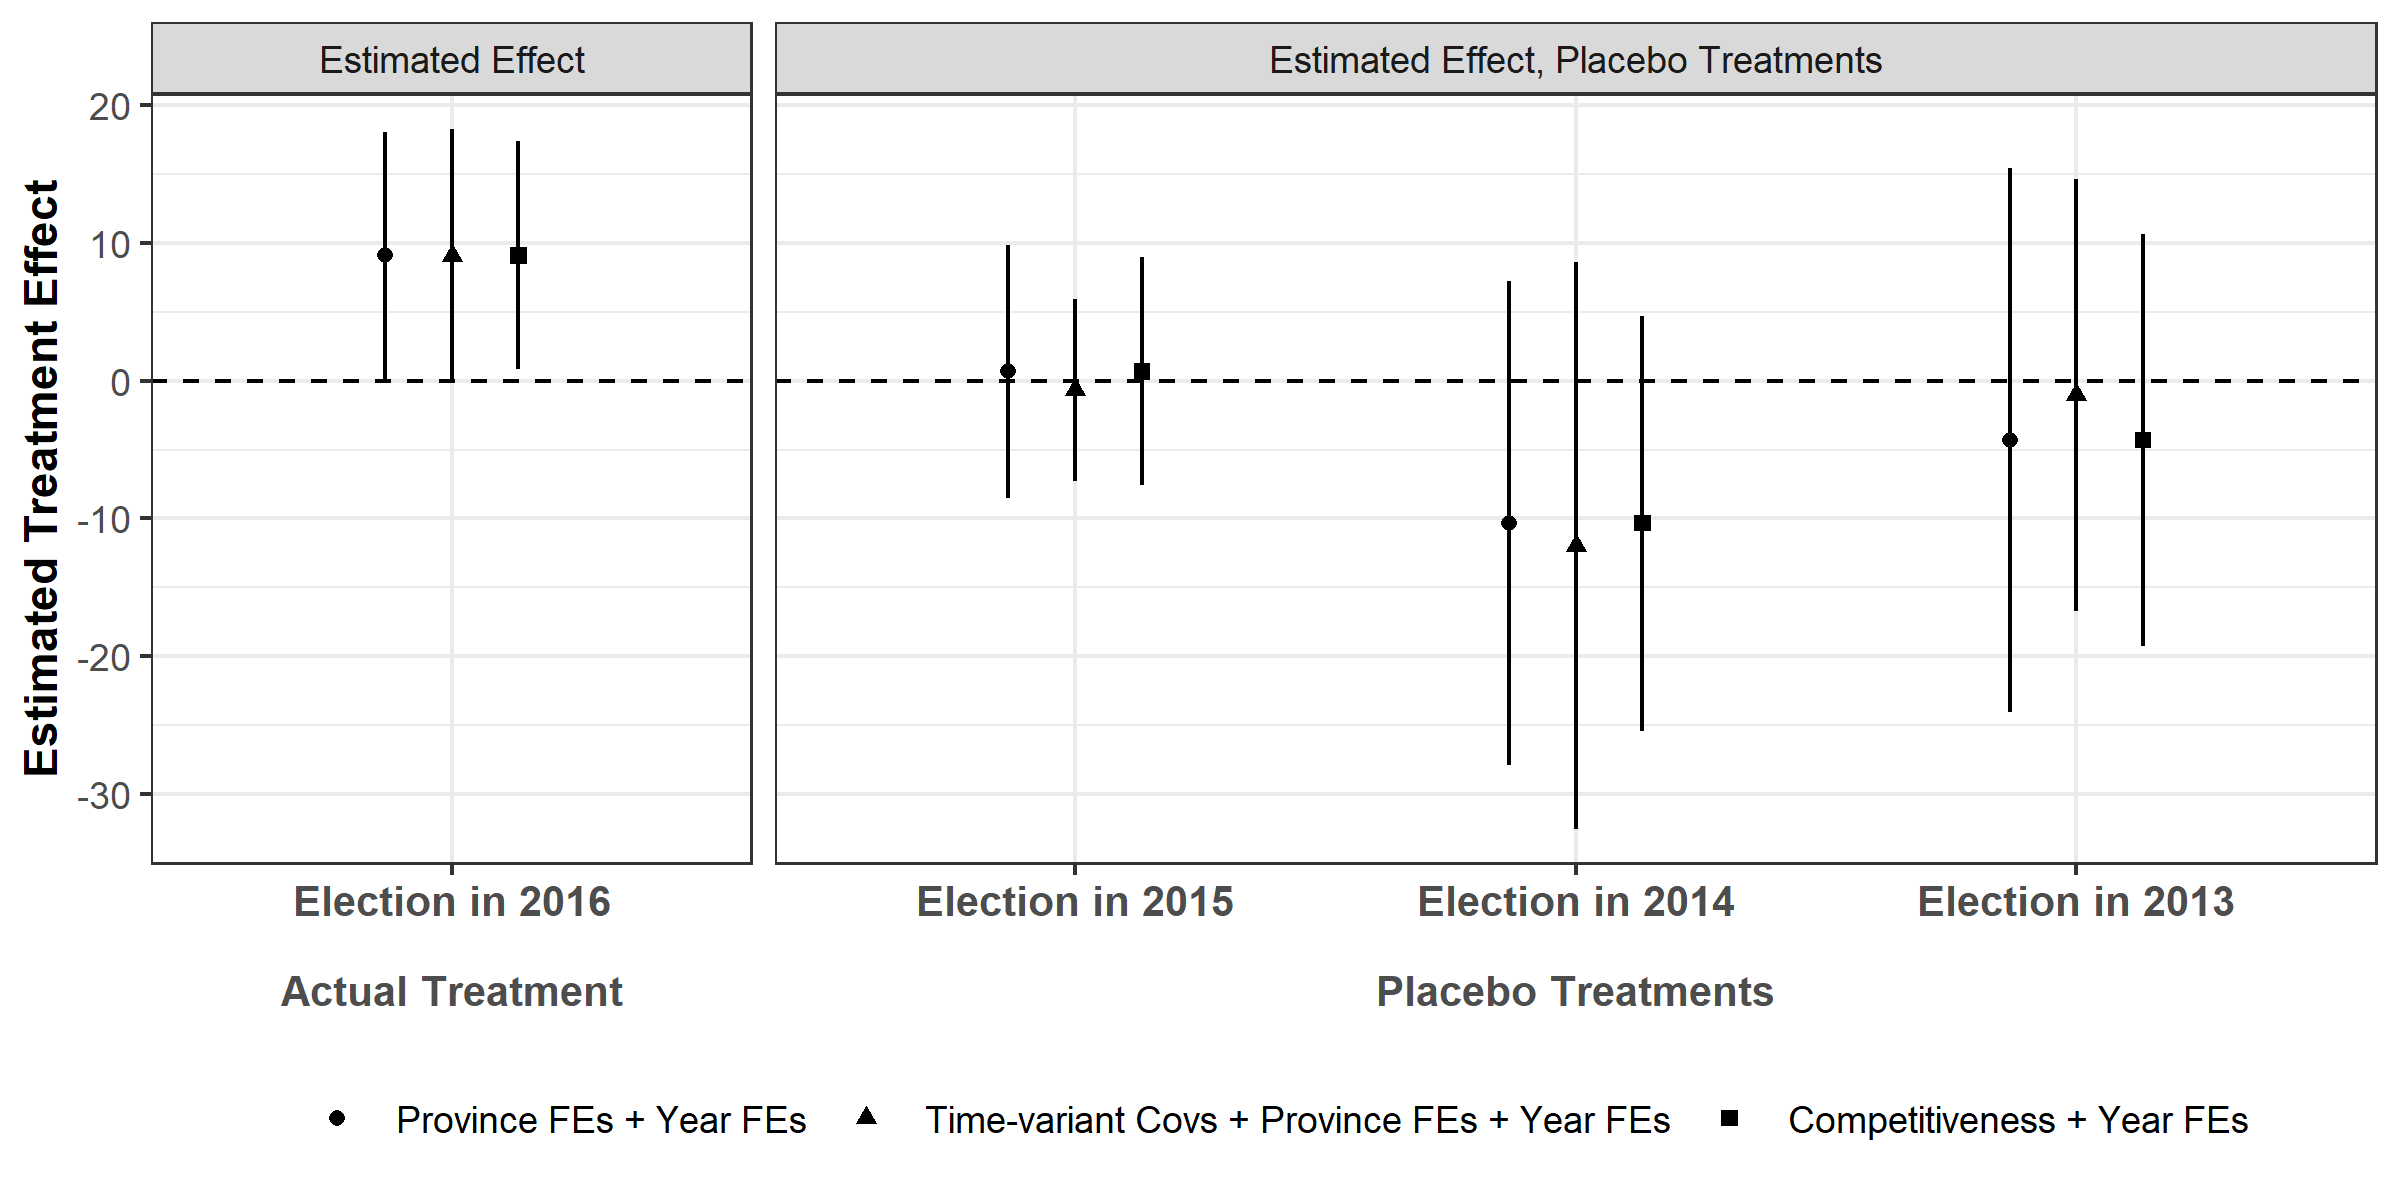 Estimated Effect
Estimated Effect, Placebo Treatments
Estimated Treatment Effect
20
10
0
-10
-20
-30
Election in 2016
Election in 2015
Election in 2014
Election in 2013
Actual Treatment
Placebo Treatments
Province FEs + Year FEs
Time-variant Covs + Province FEs + Year FEs
Competitiveness + Year FEs